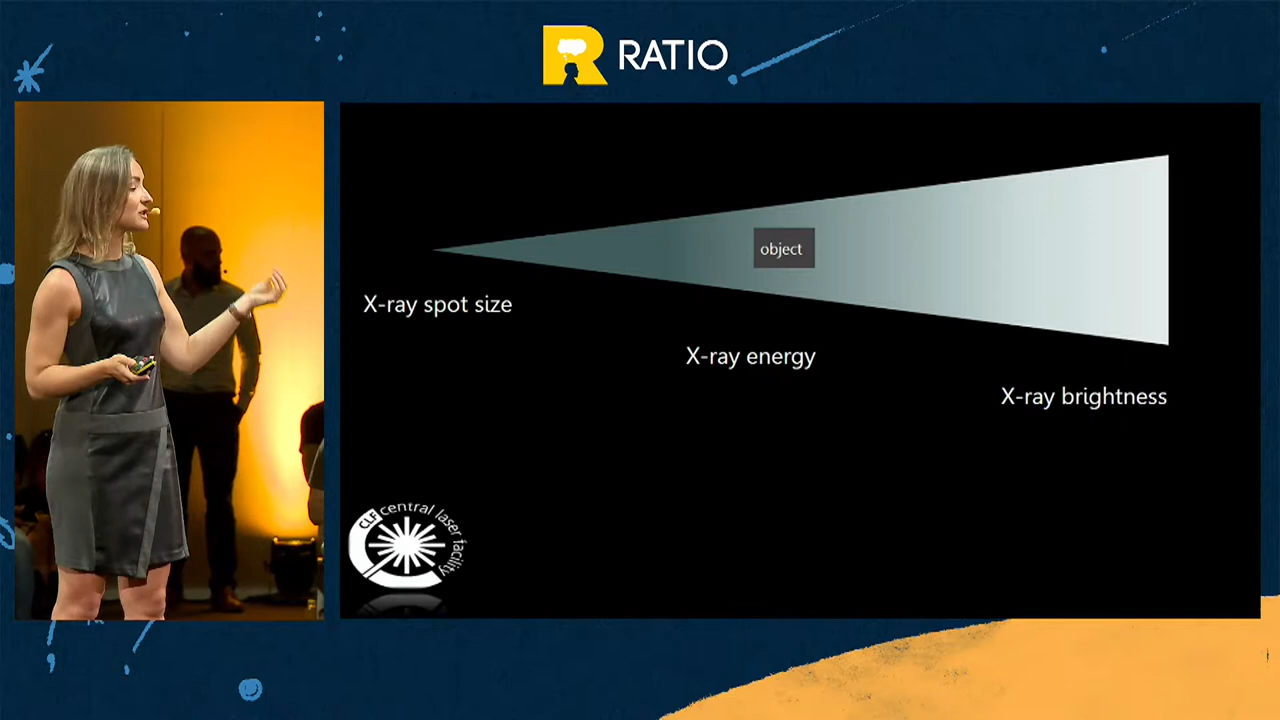 RATIO
object
X-ray spot size
X-ray energy
X-ray brightness
CLF central laser facility